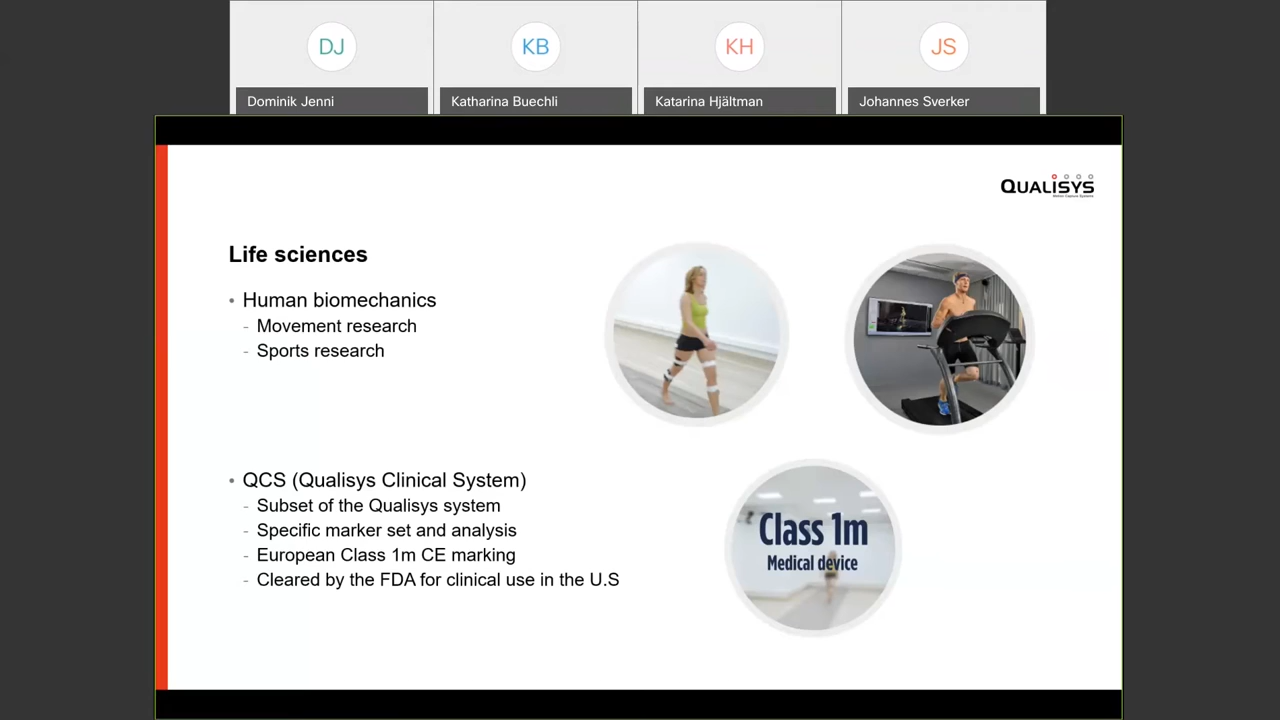 DJ
KB
KH
JS
Dominik Jenni
Katharina Buechli
Katarina Hjältman
Johannes Sverker
QUALISYS
Life sciences
• Human biomechanics
- Movement research
- Sports research
• QCS (Qualisys Clinical System)
- Subset of the Qualisys system
- Specific marker set and analysis
- European Class 1m CE marking
- Cleared by the FDA for clinical use in the U.S
Class 1m
Medical device